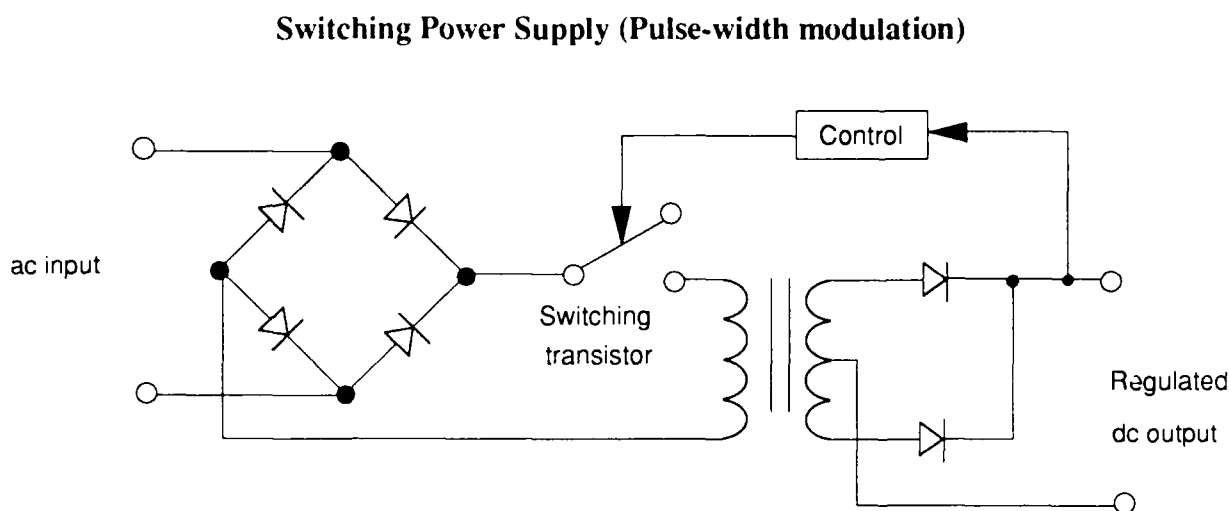 Switching Power Supply (Pulse-width modulation)
Control
ac input
Switching
transistor
Regulated
dc output